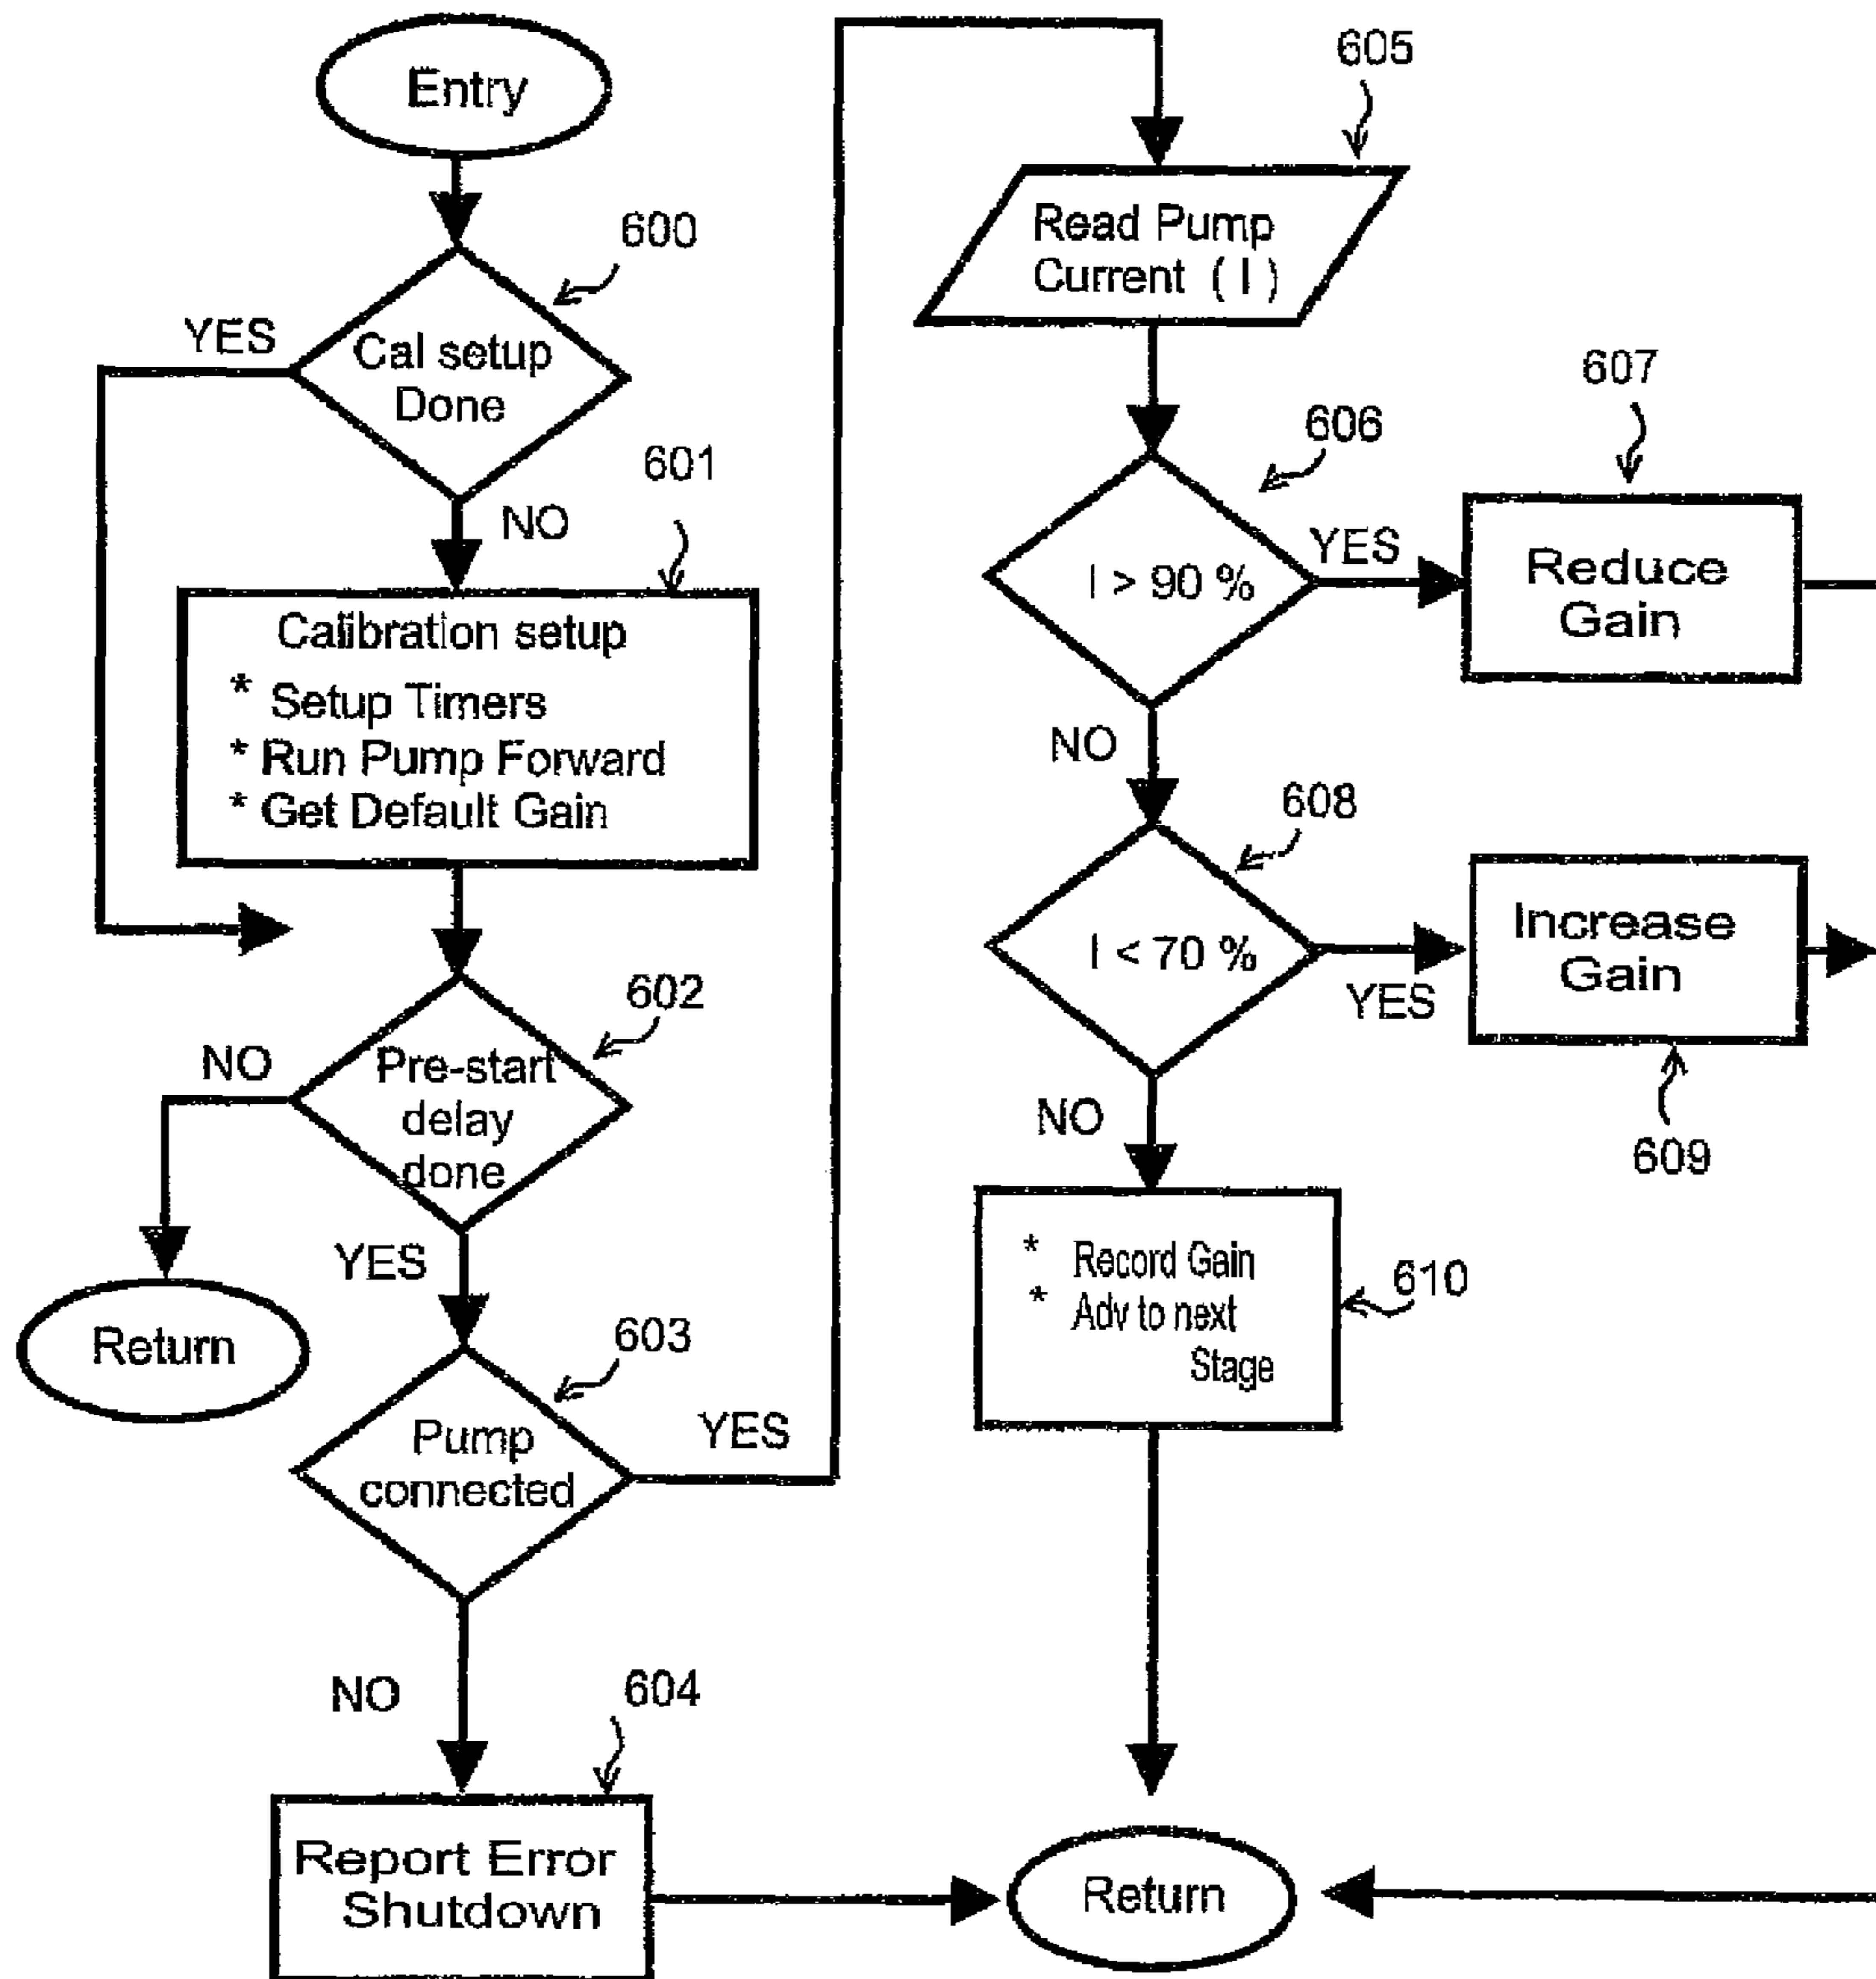 Entry
600
YES
Cal setup
Done
NO
601
Calibration setup
* Setup Timers
* Run Pump Forward
* Get Default Gain
602
NO
Pre-start
delay
done
YES
Return
603
Pump
connected
YES
NO
604
Report Error
Shutdown
605
Read Pump
Current ( I )
606
I > 90 %
YES
607
Reduce
Gain
NO
608
I < 70 %
YES
Increase
Gain
609
NO
* Record Gain
* Adv to next
Stage
610
Return